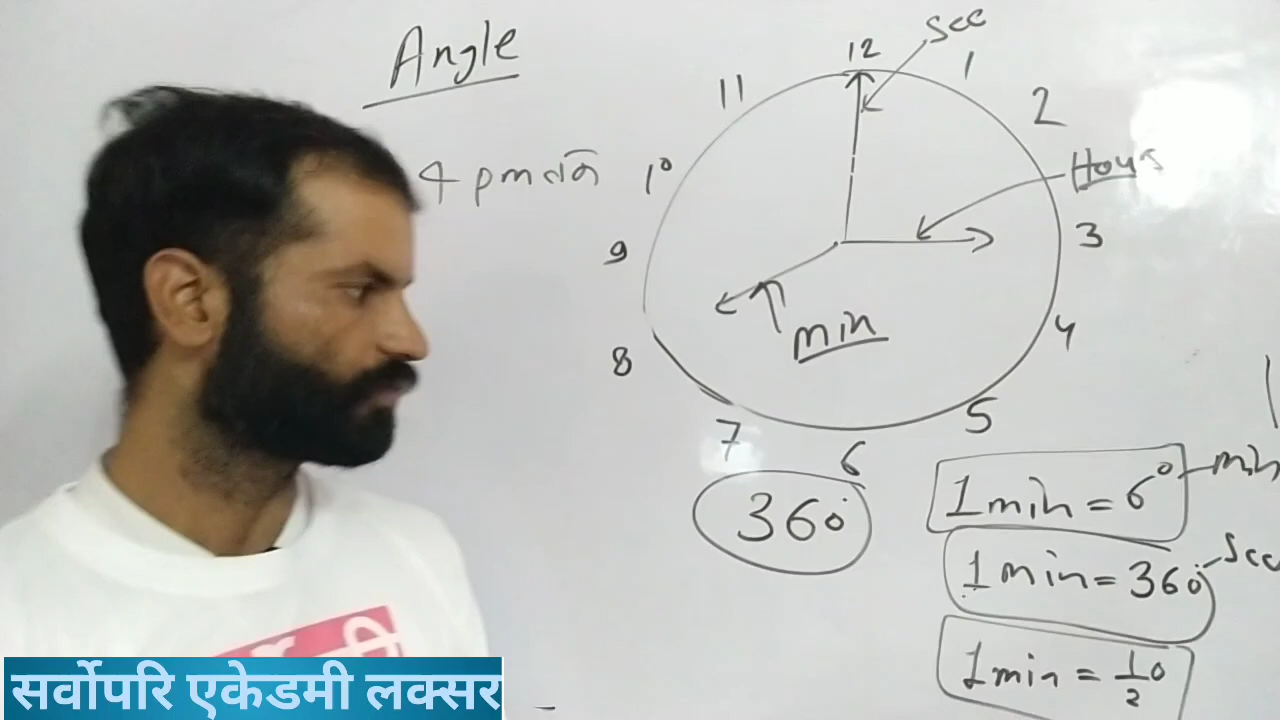 Angle
Sec
12
1
11
2
4 pm बजे
10
Hours
9
3
min
8
4
7
5
6
360°
1 min = 6° min
1 min = 360° Sec
1 min = 1/2°
सर्वोपरि एकेडमी लक्सर